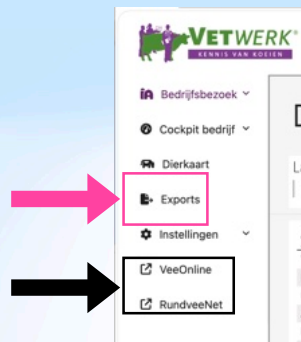 VETWERK®
KENNIS VAN KOEIEN
Bedrijfsbezoek
Cockpit bedrijf
Dierkaart
Exports
Instellingen
VeeOnline
RundveeNet